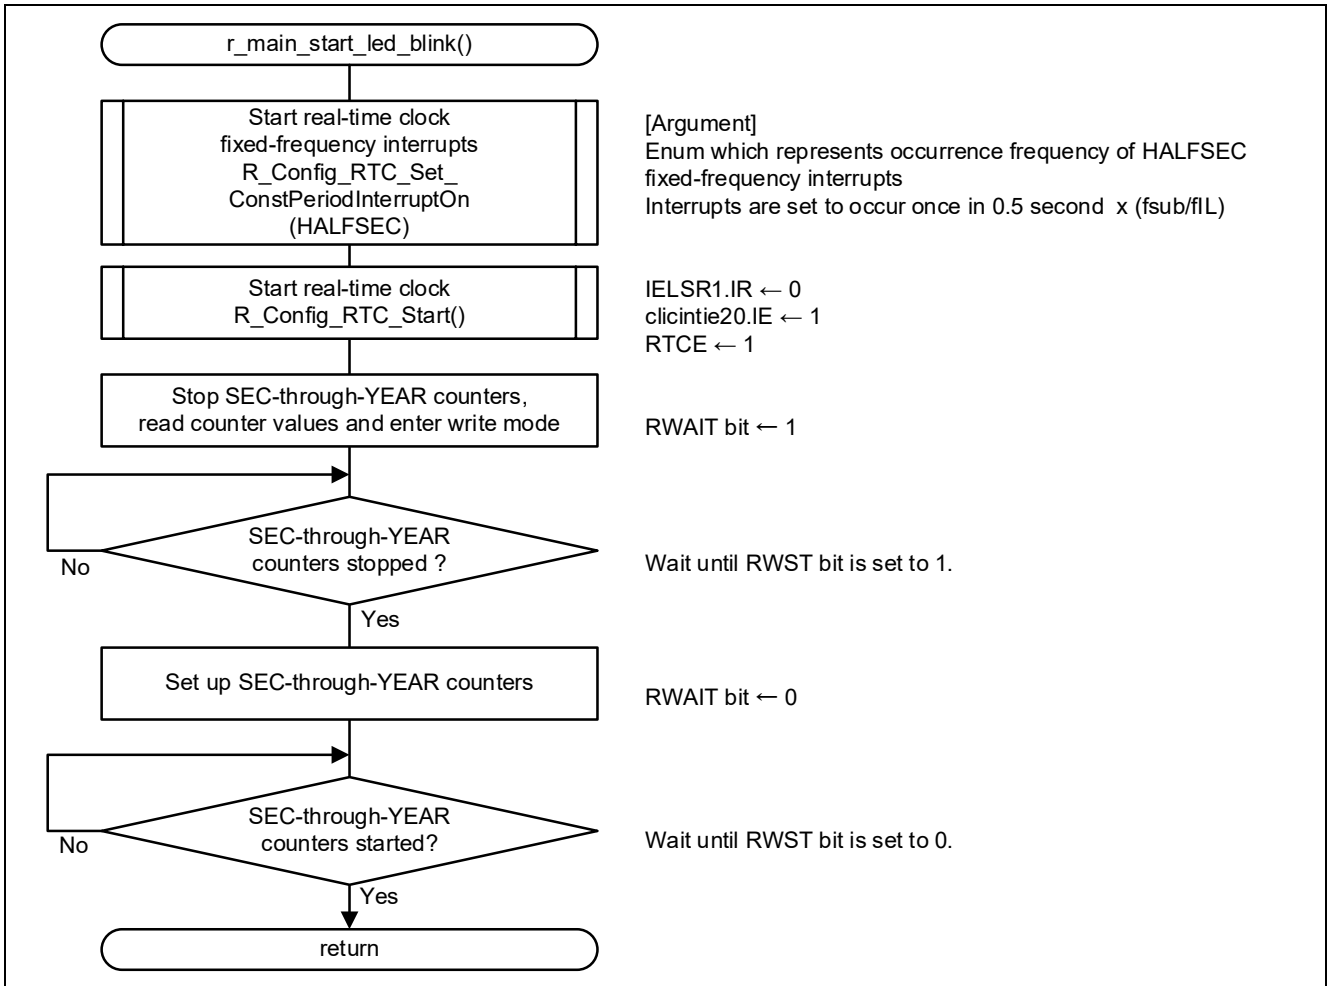 r_main_start_led_blink()
Start real-time clock
fixed-frequency interrupts
R_Config_RTC_Set_
ConstPeriodInterruptOn
(HALFSEC)
[Argument]
Enum which represents occurrence frequency of HALFSEC
fixed-frequency interrupts
Interrupts are set to occur once in 0.5 second x (fsub/fIL)
Start real-time clock
R_Config_RTC_Start()
IELSR1.IR ← 0
clicintie20.IE ← 1
RTCE ← 1
Stop SEC-through-YEAR counters,
read counter values and enter write mode
RWAIT bit ← 1
SEC-through-YEAR
counters stopped ?
No
Wait until RWST bit is set to 1.
Yes
Set up SEC-through-YEAR counters
RWAIT bit ← 0
SEC-through-YEAR
counters started?
No
Wait until RWST bit is set to 0.
Yes
return